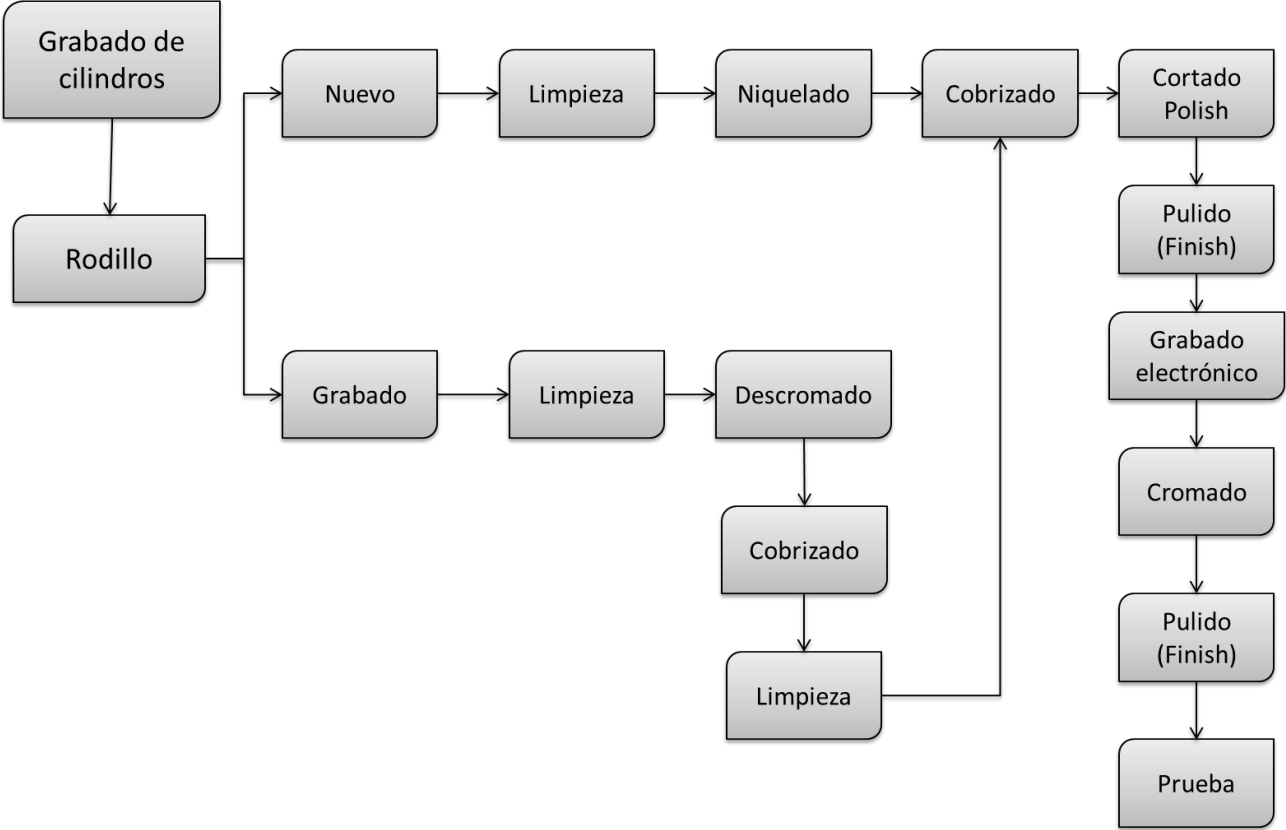 Grabado de
cilindros
Nuevo
Limpieza
Niquelado
Cobrizado
Cortado
Polish
Rodillo
Pulido
(Finish)
Grabado
electrónico
Grabado
Limpieza
Descromado
Cromado
Cobrizado
Pulido
(Finish)
Limpieza
Prueba